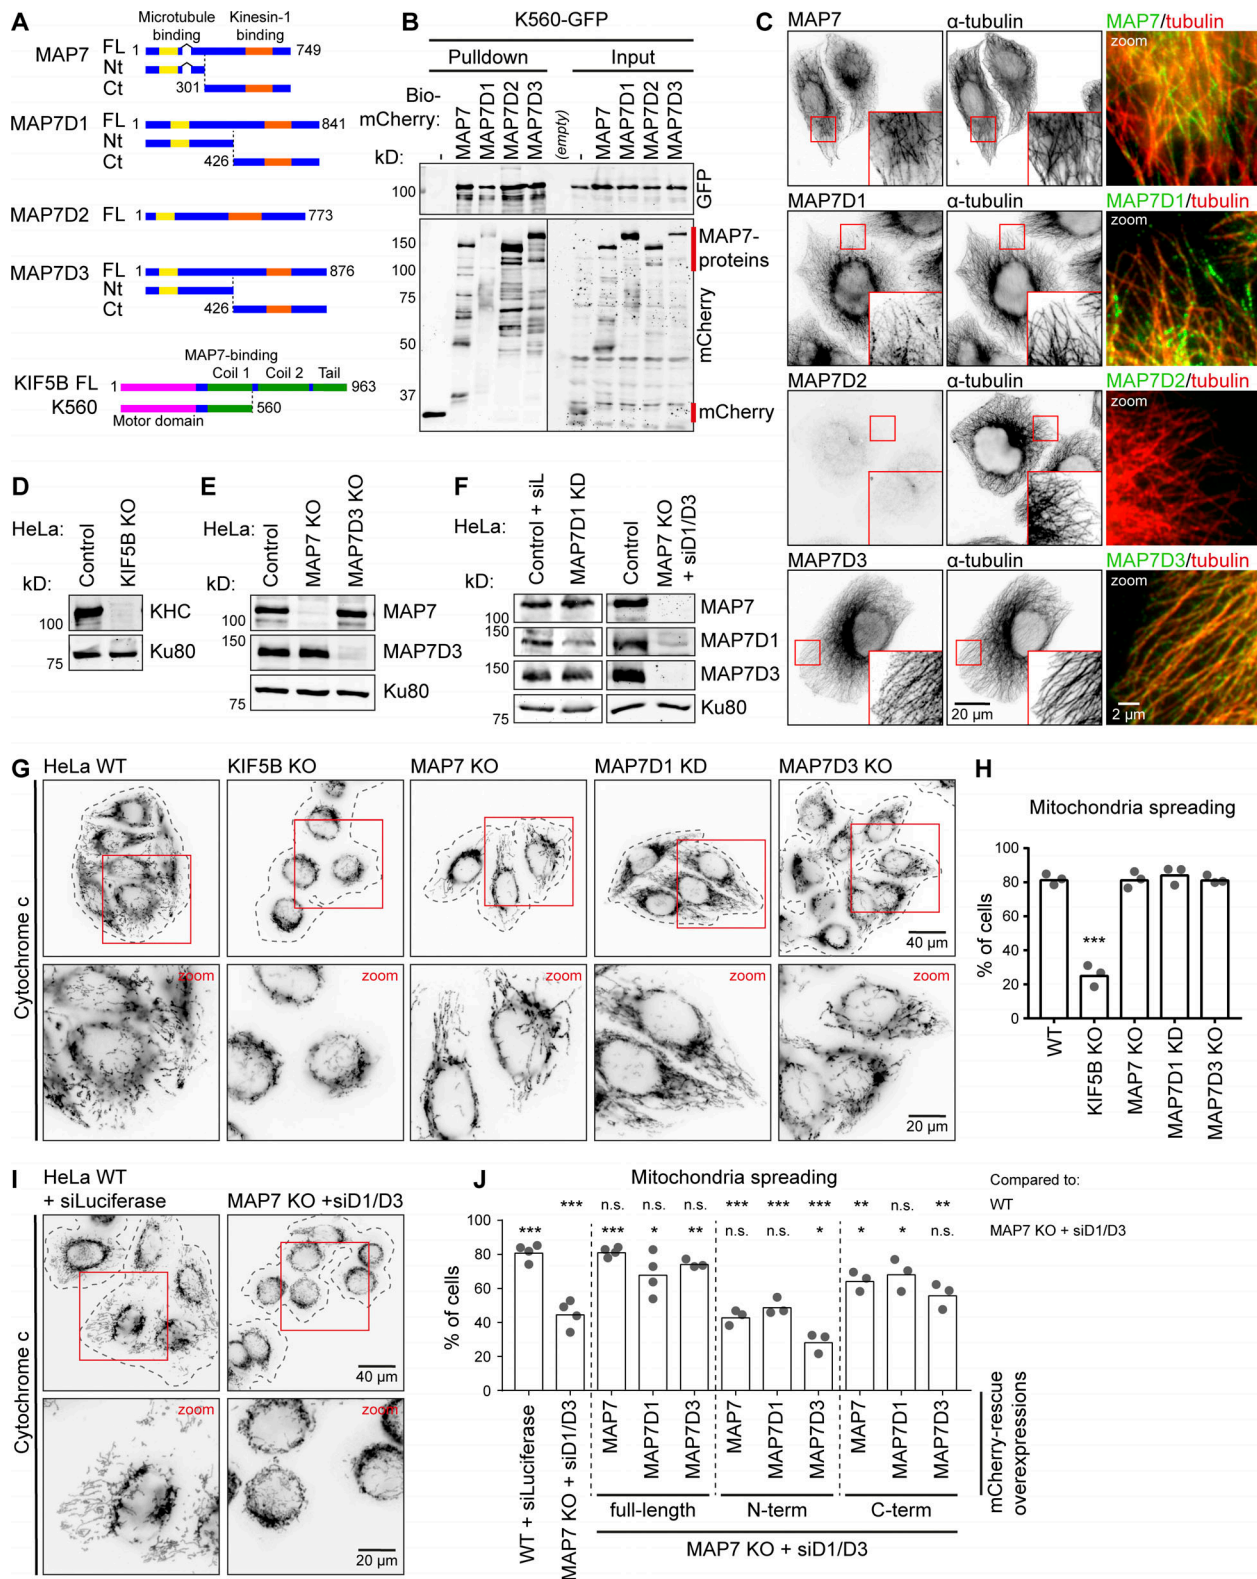 A
Microtubule binding
Kinesin-1 binding
MAP7 FL 1 749
Nt
Ct 301
MAP7D1 FL 1 841
Nt
Ct 426
MAP7D2 FL 1 773
MAP7D3 FL 1 876
Nt
Ct 426
MAP7-binding
Coil 1 Coil 2 Tail
KIF5B FL 1 963
K560 560
Motor domain
B
K560-GFP
Pulldown Input
Bio-mCherry:
- MAP7 MAP7D1 MAP7D2 MAP7D3 (empty) - MAP7 MAP7D1 MAP7D2 MAP7D3
kD:
100
GFP
150
100
75
50
37
MAP7-proteins
mCherry
mCherry
C
MAP7 α-tubulin MAP7/tubulin
zoom
MAP7D1 α-tubulin MAP7D1/tubulin
zoom
MAP7D2 α-tubulin MAP7D2/tubulin
zoom
MAP7D3 α-tubulin MAP7D3/tubulin
zoom
20 µm 2 µm
D
HeLa: Control KIF5B KO
kD:
100 KHC
75 Ku80
E
HeLa: Control MAP7 KO MAP7D3 KO
kD:
100 MAP7
150 MAP7D3
75 Ku80
F
HeLa: Control + siL MAP7D1 KD Control MAP7 KO + siD1/D3
kD:
100 MAP7
150 MAP7D1
150 MAP7D3
75 Ku80
G
HeLa WT KIF5B KO MAP7 KO MAP7D1 KD MAP7D3 KO
Cytochrome c
40 µm
zoom zoom zoom zoom zoom
20 µm
H
Mitochondria spreading
% of cells
100
80
60
40
20
0
***
WT KIF5B KO MAP7 KO MAP7D1 KD MAP7D3 KO
I
HeLa WT
+ siLuciferase MAP7 KO +siD1/D3
Cytochrome c
40 µm
zoom zoom
20 µm
J
Mitochondria spreading
Compared to:
*** n.s. n.s. n.s. *** *** *** ** n.s. ** WT
*** *** * ** n.s. n.s. * * * n.s. MAP7 KO + siD1/D3
% of cells
100
80
60
40
20
0
WT + siLuciferase MAP7 KO + siD1/D3 MAP7 MAP7D1 MAP7D3 MAP7 MAP7D1 MAP7D3 MAP7 MAP7D1 MAP7D3
full-length N-term C-term
MAP7 KO + siD1/D3
mCherry-rescue overexpressions